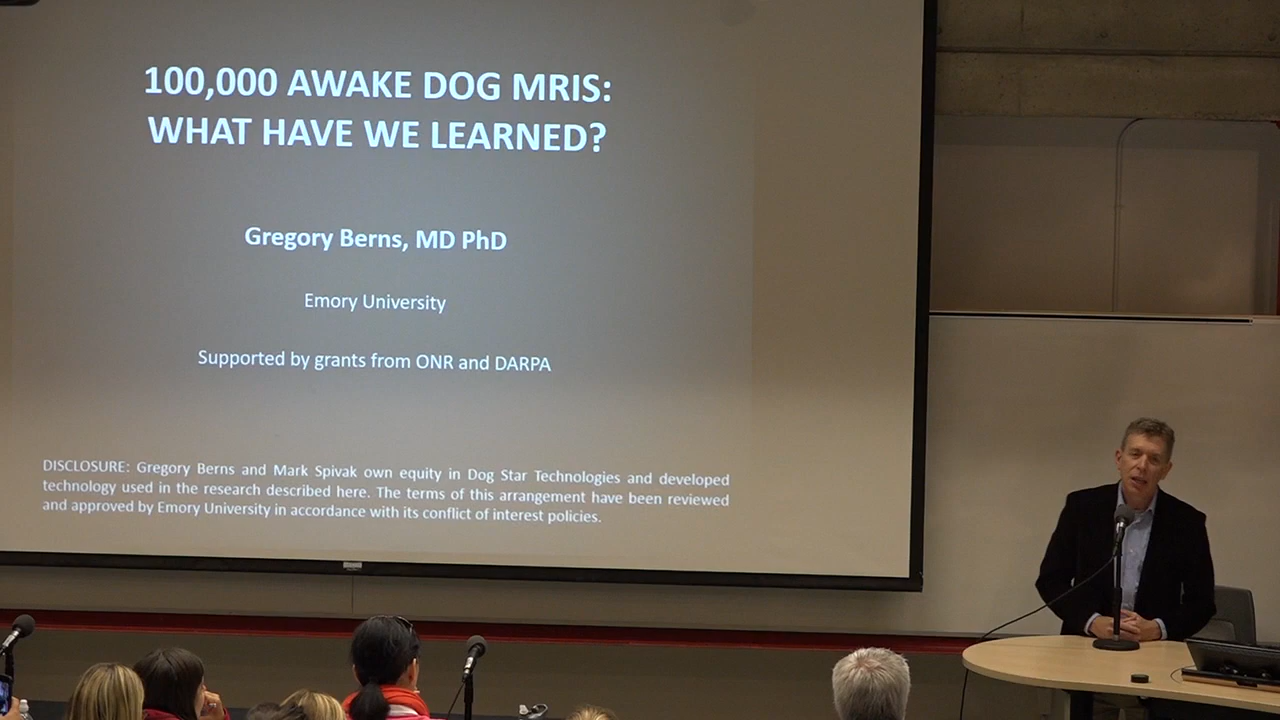 100,000 AWAKE DOG MRIS:
WHAT HAVE WE LEARNED?
Gregory Berns, MD PhD
Emory University
Supported by grants from ONR and DARPA
DISCLOSURE: Gregory Berns and Mark Spivak own equity in Dog Star Technologies and developed
technology used in the research described here. The terms of this arrangement have been reviewed
and approved by Emory University in accordance with its conflict of interest policies.